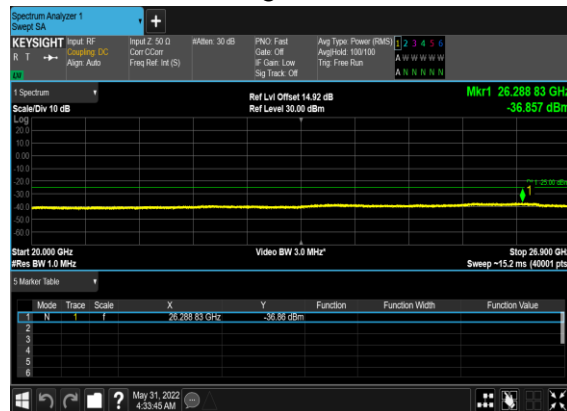 Spectrum Analyzer 1
Swept SA
+
KEYSIGHT Input: RF Input Z: 50 Ω #Atten: 30 dB PNO: Fast Avg Type: Power (RMS) 1 2 3 4 5 6
R T Coupling: DC Corr CCorr Gate: Off Avg|Hold: 100/100 A W W W W W
Align: Auto Freq Ref: Int (S) IF Gain: Low Trig: Free Run
Sig Track: Off A N N N N N
1 Spectrum Ref Lvl Offset 14.92 dB Mkr1 26.288 83 GHz
Scale/Div 10 dB Ref Level 30.00 dBm -36.857 dBm
Log
20.0
10.0
0.00
-10.0
-20.0
-25.00 dBm
-30.0
1
-40.0
-50.0
-60.0
Start 20.000 GHz Video BW 3.0 MHz* Stop 26.900 GHz
#Res BW 1.0 MHz Sweep ~15.2 ms (40001 pts)
5 Marker Table
Mode Trace Scale X Y Function Function Width Function Value
1 N 1 f 26.288 83 GHz -36.86 dBm
2
3
4
5
6
? May 31, 2022
4:33:45 AM